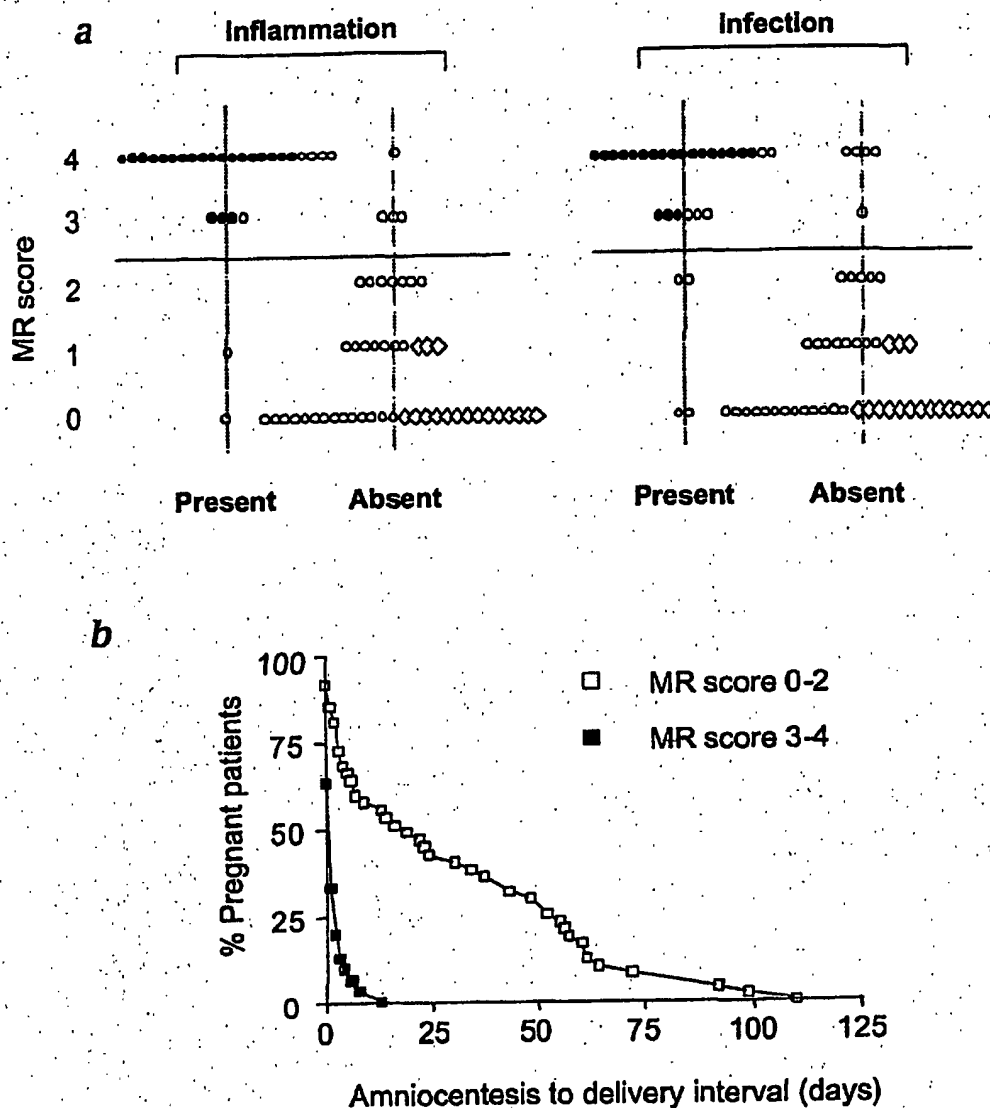 a
Inflammation
Infection
MR score
4
3
2
1
0
Present
Absent
Present
Absent
b
% Pregnant patients
100
75
50
25
0
MR score 0-2
MR score 3-4
0 25 50 75 100 125
Amniocentesis to delivery interval (days)